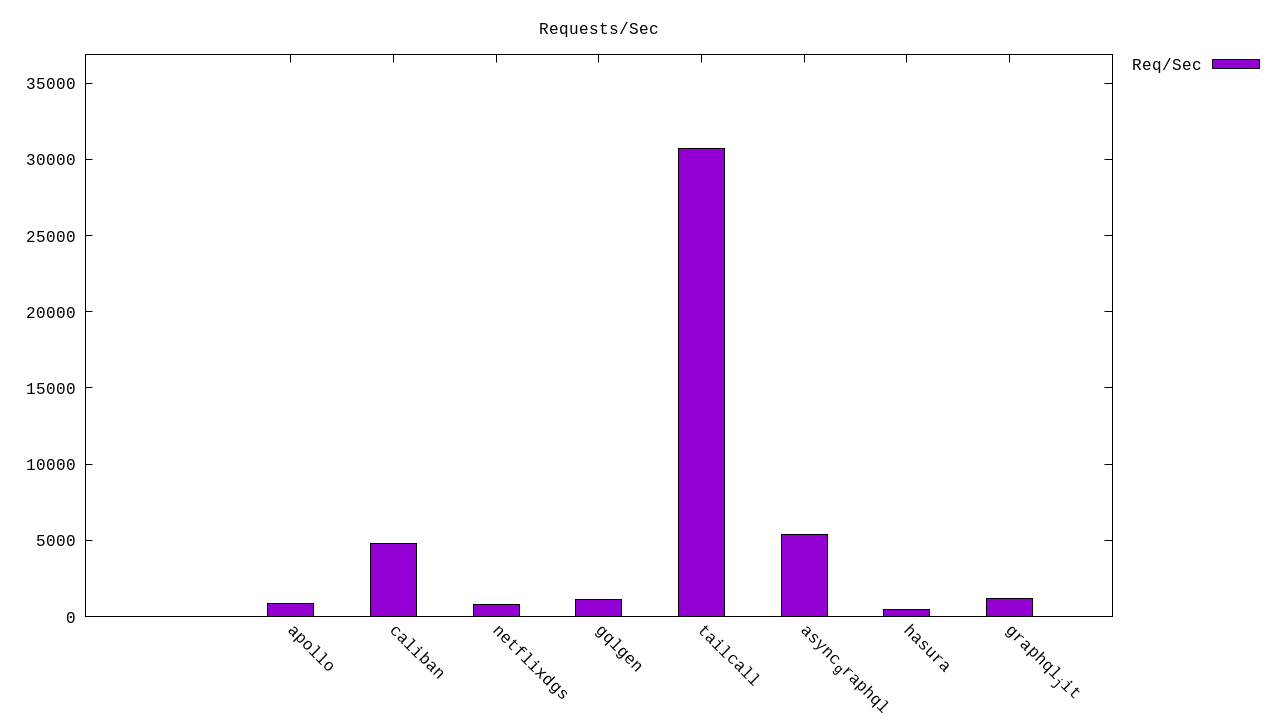 Requests/Sec
Req/Sec
35000
30000
25000
20000
15000
10000
5000
0
apollo
caliban
netflixdgs
gqlgen
tailcall
async_graphql
hasura
graphql_jit